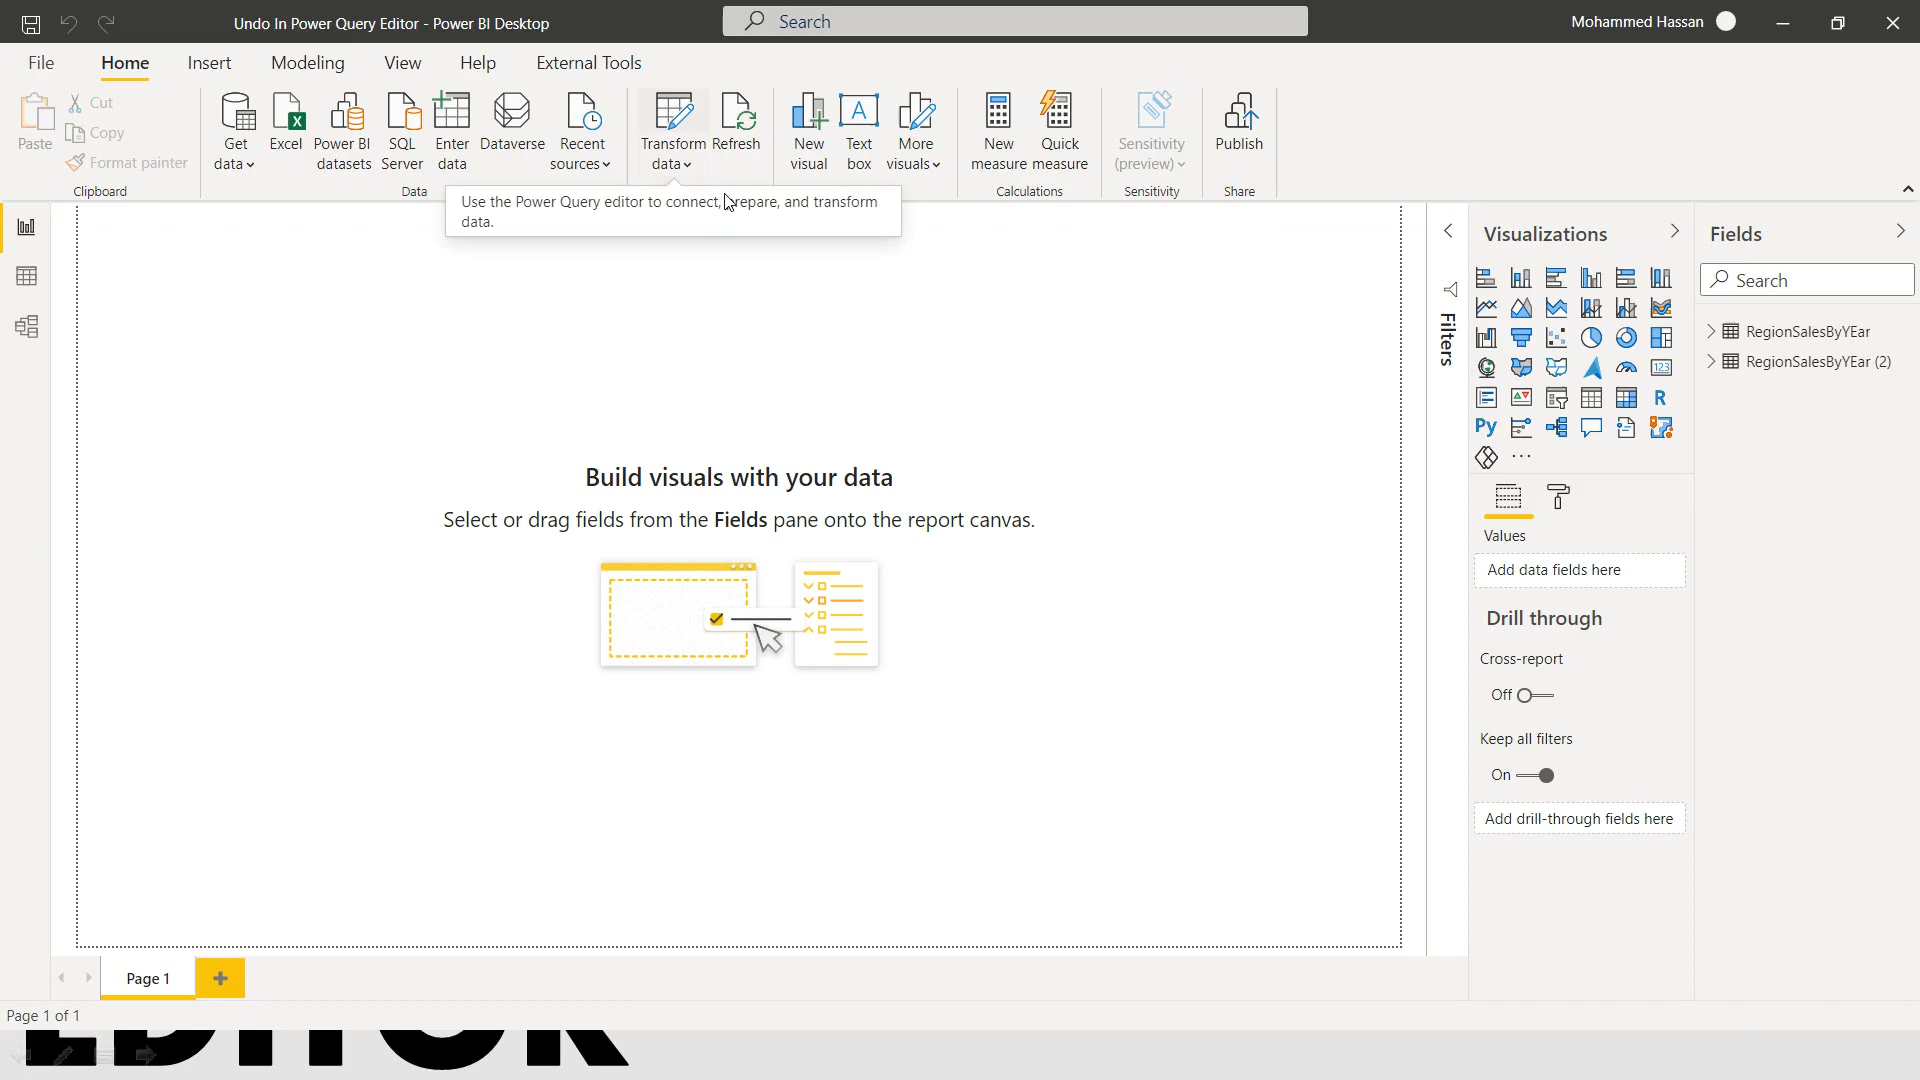 Undo In Power Query Editor - Power BI Desktop
Search
Mohammed Hassan
File
Home
Insert
Modeling
View
Help
External Tools
Paste
Cut
Copy
Format painter
Clipboard
Get
data
Excel
Power BI
datasets
SQL
Server
Enter
data
Dataverse
Recent
sources
Data
Transform
data
Refresh
New
visual
Text
box
More
visuals
New
measure
Quick
measure
Calculations
Sensitivity
(preview)
Sensitivity
Publish
Share
Use the Power Query editor to connect, prepare, and transform
data.
Build visuals with your data
Select or drag fields from the Fields pane onto the report canvas.
Filters
Visualizations
123
R
Py
Values
Add data fields here
Drill through
Cross-report
Off
Keep all filters
On
Add drill-through fields here
Fields
Search
RegionSalesByYEar
RegionSalesByYEar (2)
Page 1
Page 1 of 1
EDITOR